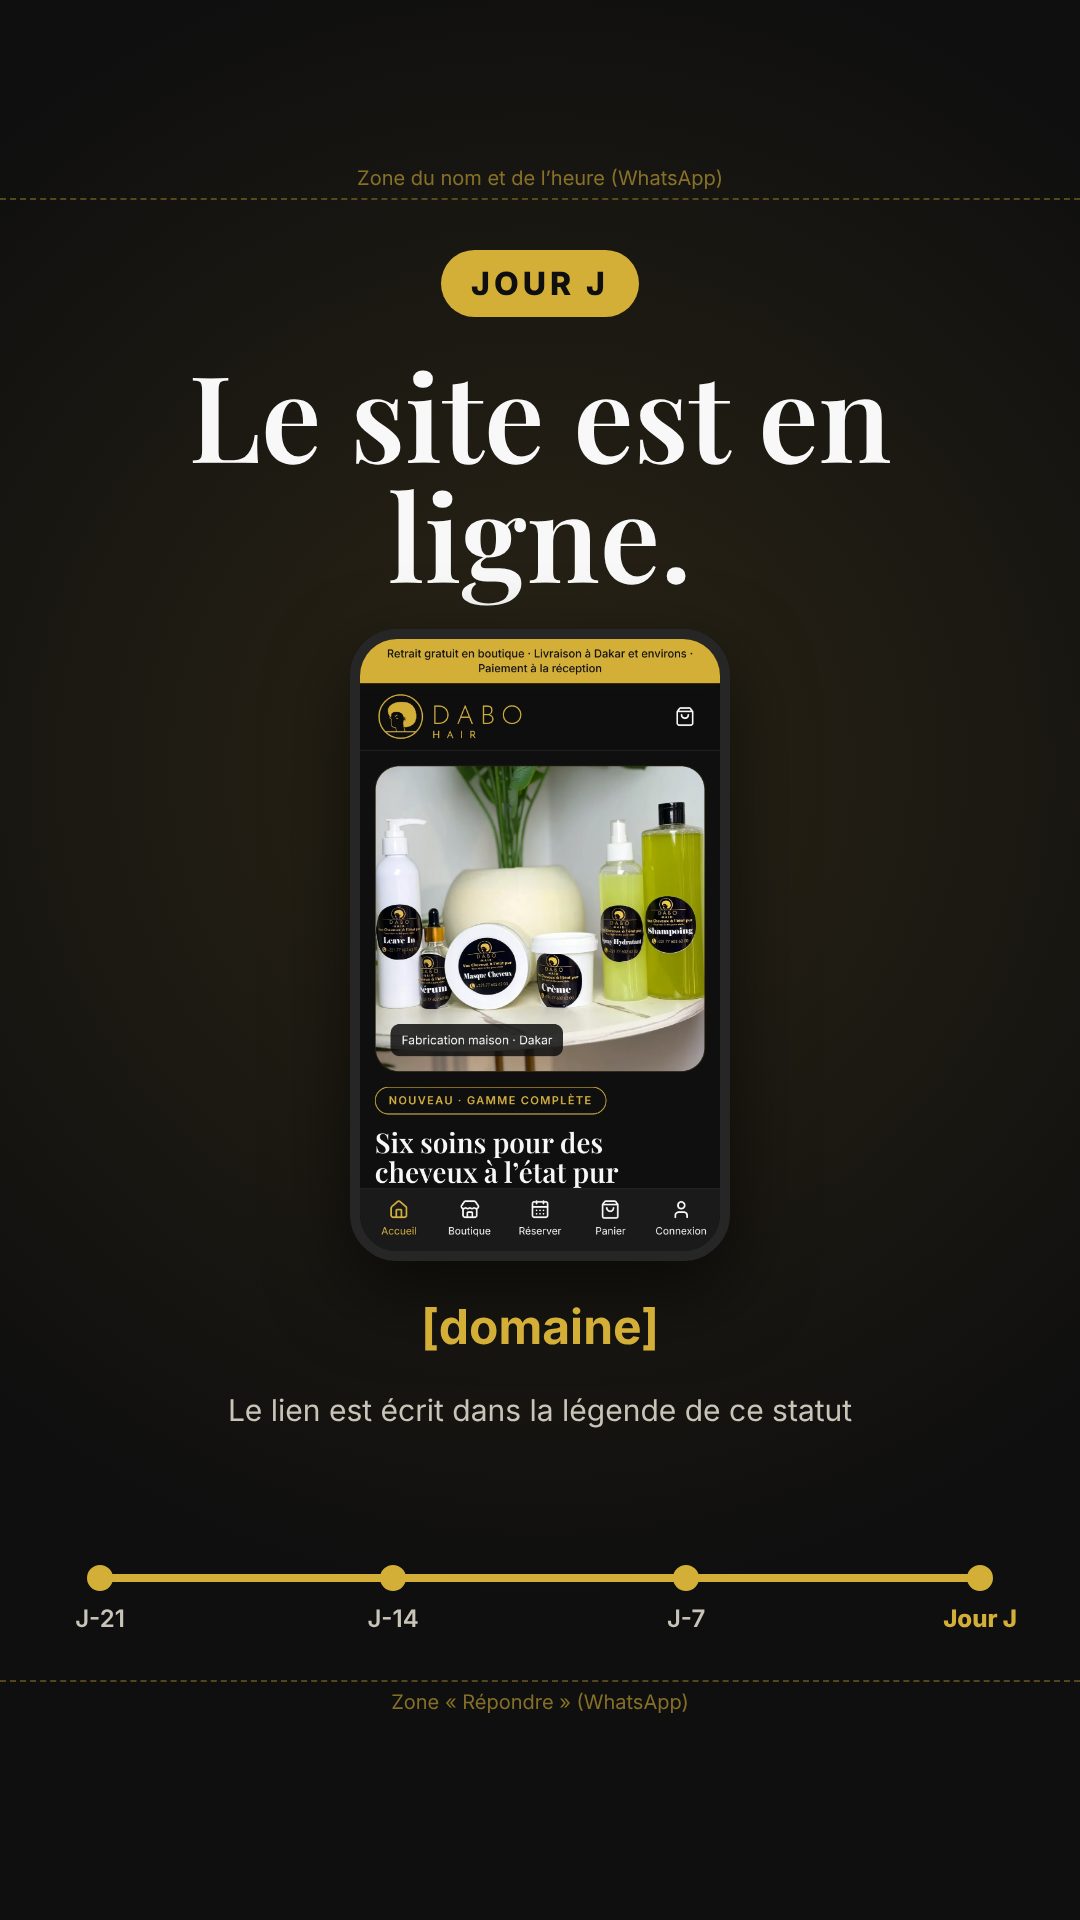 Zone du nom et de l’heure (WhatsApp)
JOUR J
Le site est en
ligne.
Retrait gratuit en boutique · Livraison à Dakar et environs ·
Paiement à la réception
DABO
HAIR
Leave In
Sérum
Masque Cheveux
Crème
Spray Hydratant
Shampoing
Fabrication maison · Dakar
NOUVEAU · GAMME COMPLÈTE
Six soins pour des
cheveux à l’état pur
Accueil
Boutique
Réserver
Panier
Connexion
[domaine]
Le lien est écrit dans la légende de ce statut
J-21
J-14
J-7
Jour J
Zone « Répondre » (WhatsApp)